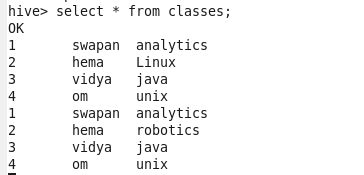 hive> select * from classes;
OK
1 swapan analytics
2 hema Linux
3 vidya java
4 om unix
1 swapan analytics
2 hema robotics
3 vidya java
4 om unix